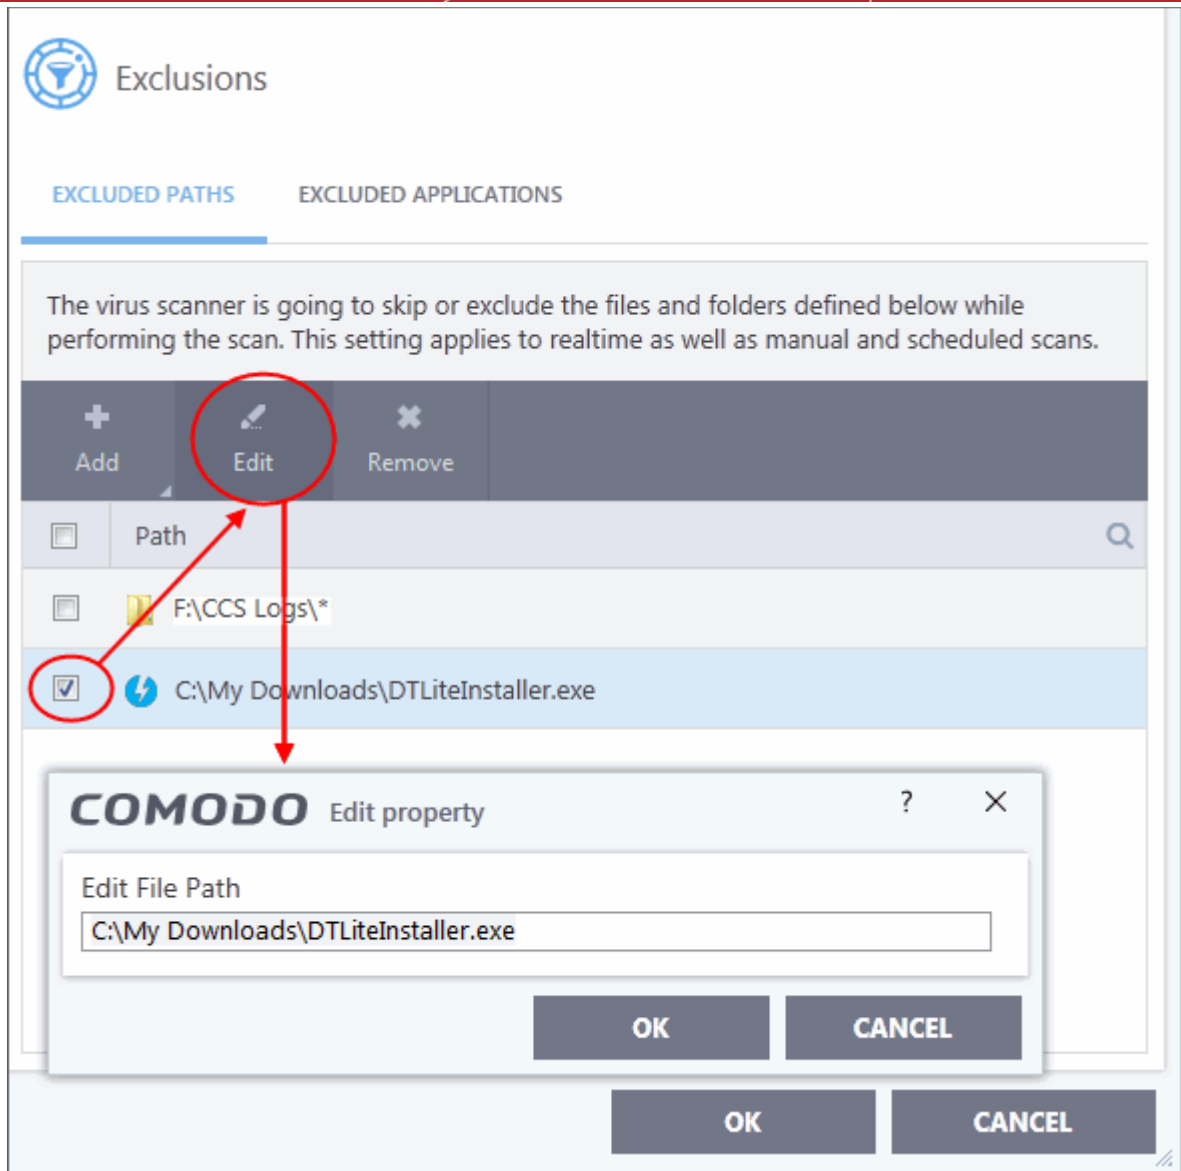 Exclusions
EXCLUDED PATHS EXCLUDED APPLICATIONS
The virus scanner is going to skip or exclude the files and folders defined below while
performing the scan. This setting applies to realtime as well as manual and scheduled scans.
Add Edit Remove
Path
F:\CCS Logs\*
C:\My Downloads\DTLiteInstaller.exe
COMODO Edit property ?
Edit File Path
C:\My Downloads\DTLiteInstaller.exe
OK CANCEL
OK CANCEL